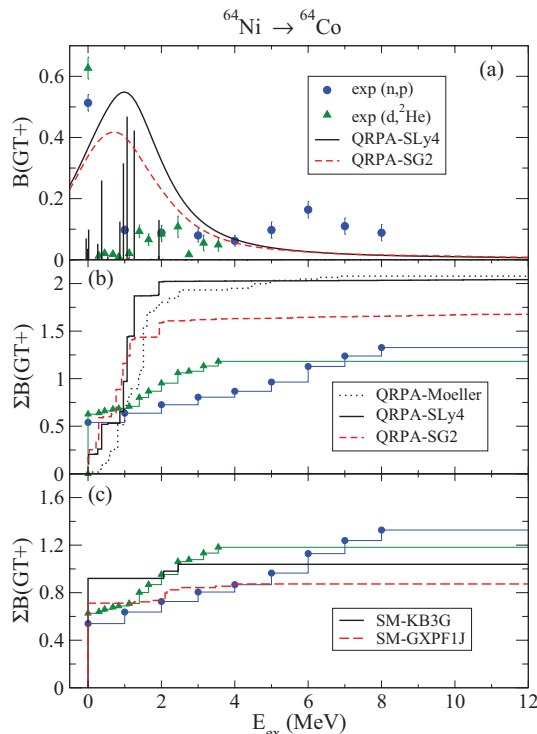 ⁶⁴Ni → ⁶⁴Co
(a)
0.6
0.4
0.2
0
B(GT+)
exp (n,p)
exp (d,²He)
QRPA-SLy4
QRPA-SG2
(b)
2
1.5
1
0.5
0
ΣB(GT+)
QRPA-Moeller
QRPA-SLy4
QRPA-SG2
(c)
1.6
1.2
0.8
0.4
0
ΣB(GT+)
SM-KB3G
SM-GXPF1J
0 2 4 6 8 10 12
E_ex (MeV)